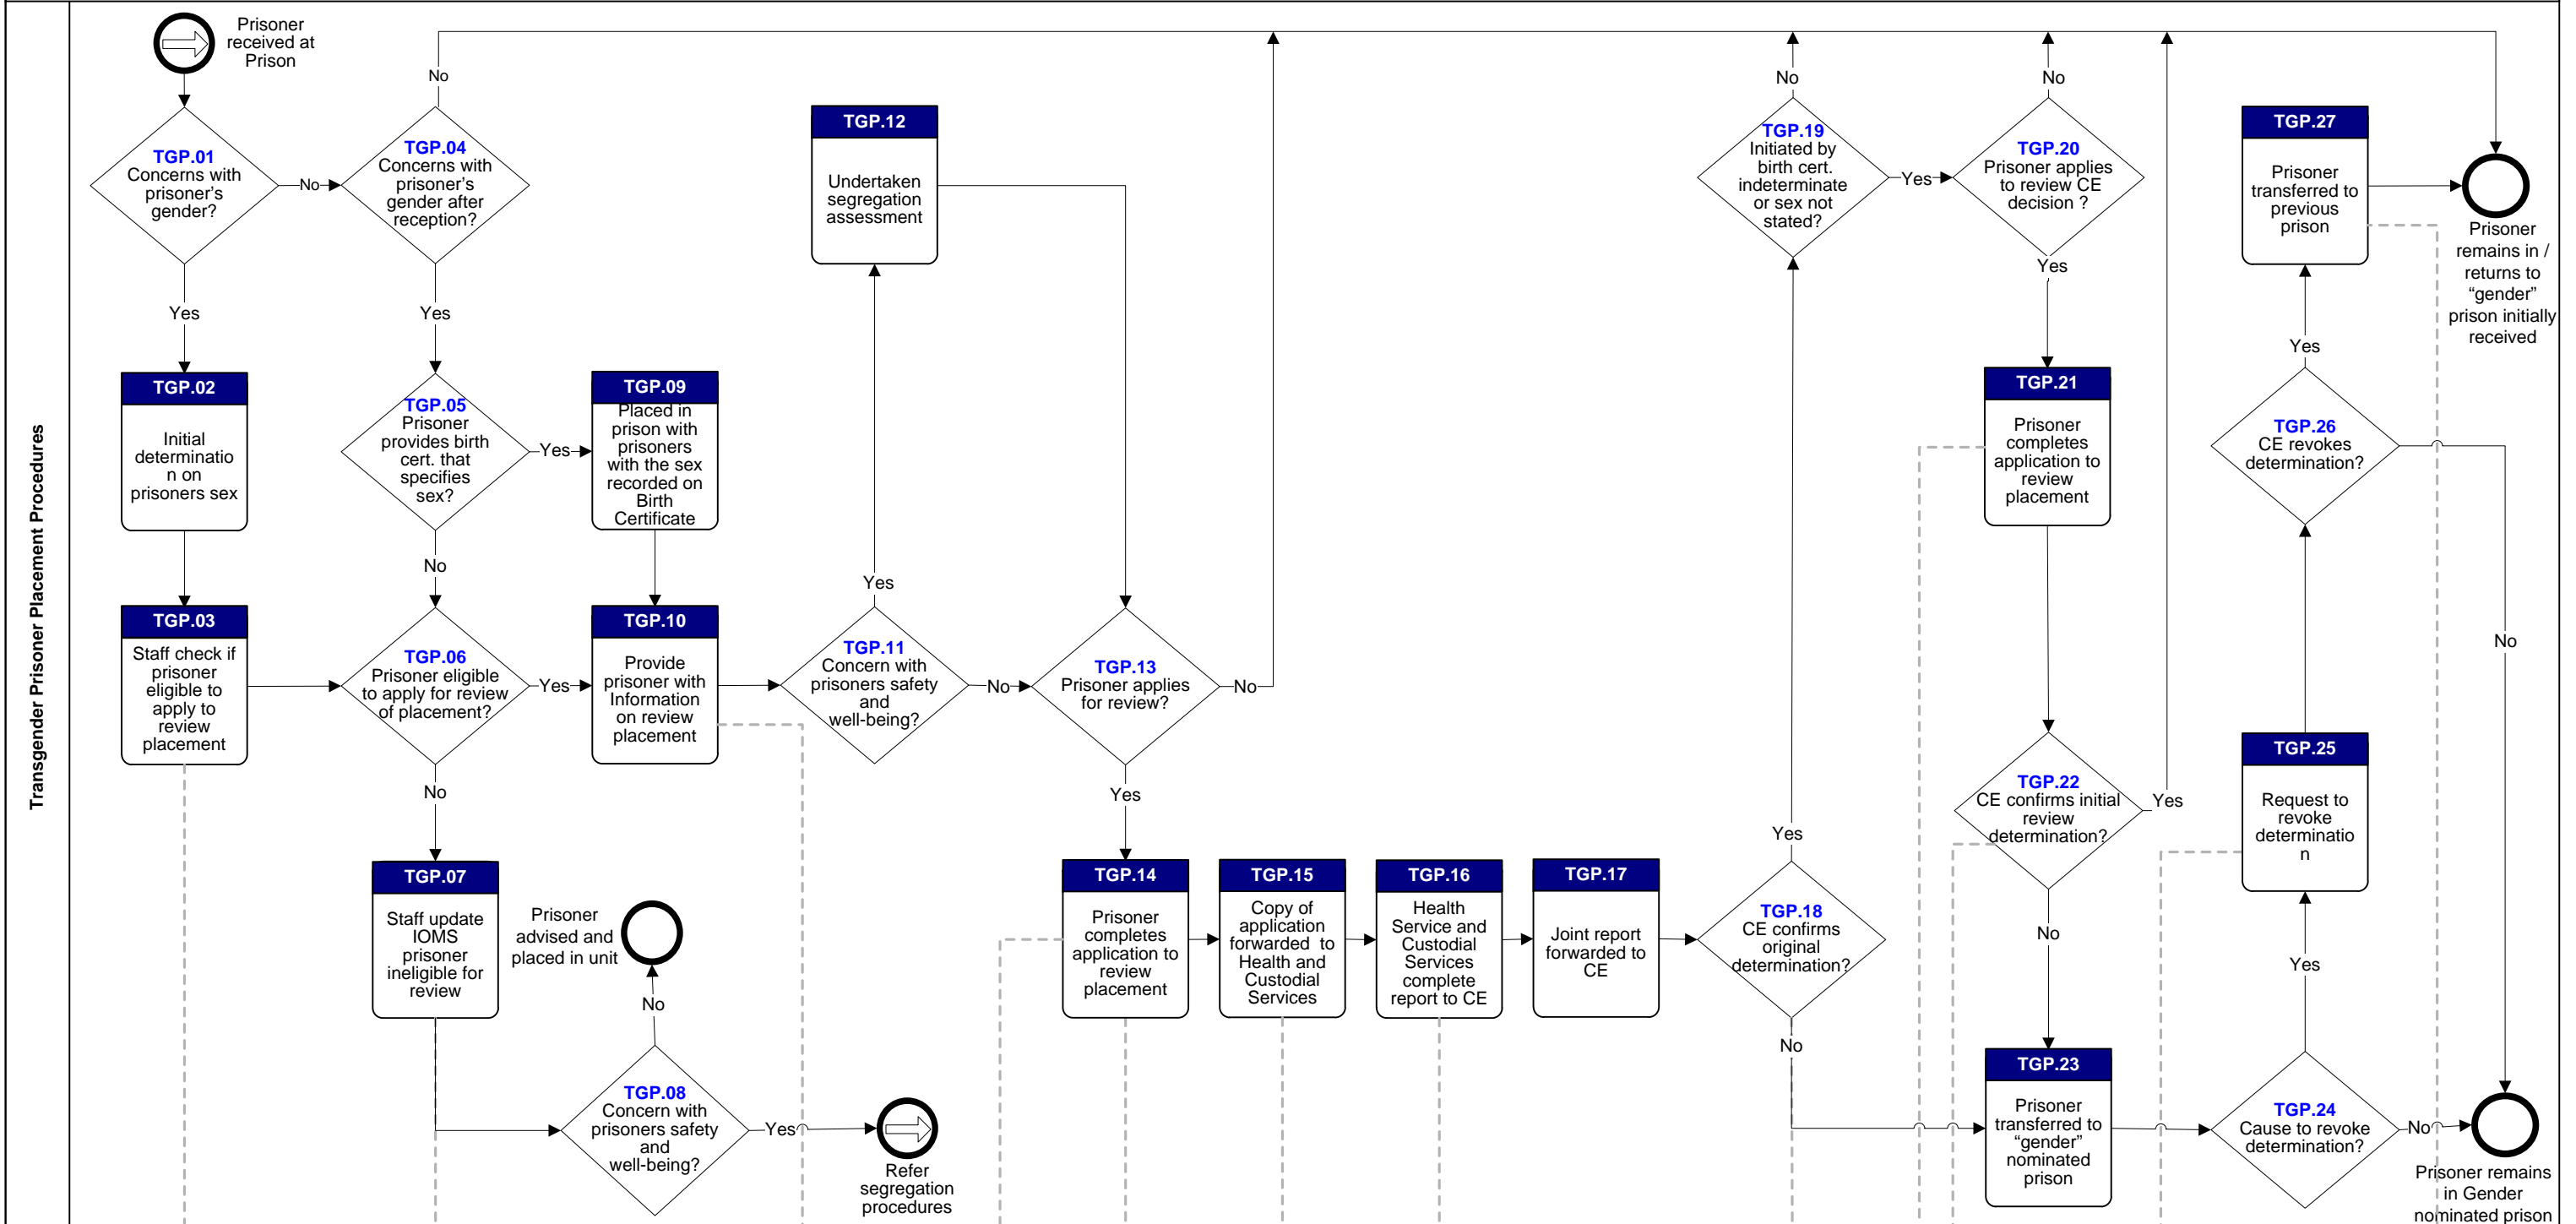 Transgender Prisoner Placement Procedures
Prisoner
received at
Prison
TGP.01
Concerns with
prisoner's
gender?
No
Yes
TGP.02
Initial
determinatio
n on
prisoners sex
TGP.03
Staff check if
prisoner
eligible to
apply to
review
placement
No
TGP.04
Concerns with
prisoner's
gender after
reception?
Yes
TGP.05
Prisoner
provides birth
cert. that
specifies
sex?
Yes
No
TGP.06
Prisoner eligible
to apply for review
of placement?
Yes
No
TGP.07
Staff update
IOMS
prisoner
ineligible for
review
Prisoner
advised and
placed in unit
No
TGP.08
Concern with
prisoners safety
and
well-being?
Yes
Refer
segregation
procedures
TGP.09
Placed in
prison with
prisoners
with the sex
recorded on
Birth
Certificate
TGP.10
Provide
prisoner with
Information
on review
placement
TGP.11
Concern with
prisoners safety
and
well-being?
Yes
No
TGP.12
Undertaken
segregation
assessment
TGP.13
Prisoner applies
for review?
No
Yes
TGP.14
Prisoner
completes
application to
review
placement
TGP.15
Copy of
application
forwarded to
Health and
Custodial
Services
TGP.16
Health
Service and
Custodial
Services
complete
report to CE
TGP.17
Joint report
forwarded to
CE
TGP.18
CE confirms
original
determination?
Yes
No
No
TGP.19
Initiated by
birth cert.
indeterminate
or sex not
stated?
Yes
No
TGP.20
Prisoner applies
to review CE
decision ?
Yes
TGP.21
Prisoner
completes
application to
review
placement
TGP.22
CE confirms initial
review
determination?
Yes
No
TGP.23
Prisoner
transferred to
“gender”
nominated
prison
TGP.24
Cause to revoke
determination?
No
Yes
TGP.25
Request to
revoke
determinatio
n
TGP.26
CE revokes
determination?
Yes
No
TGP.27
Prisoner
transferred to
previous
prison
Prisoner
remains in /
returns to
“gender”
prison initially
received
Prisoner remains
in Gender
nominated prison